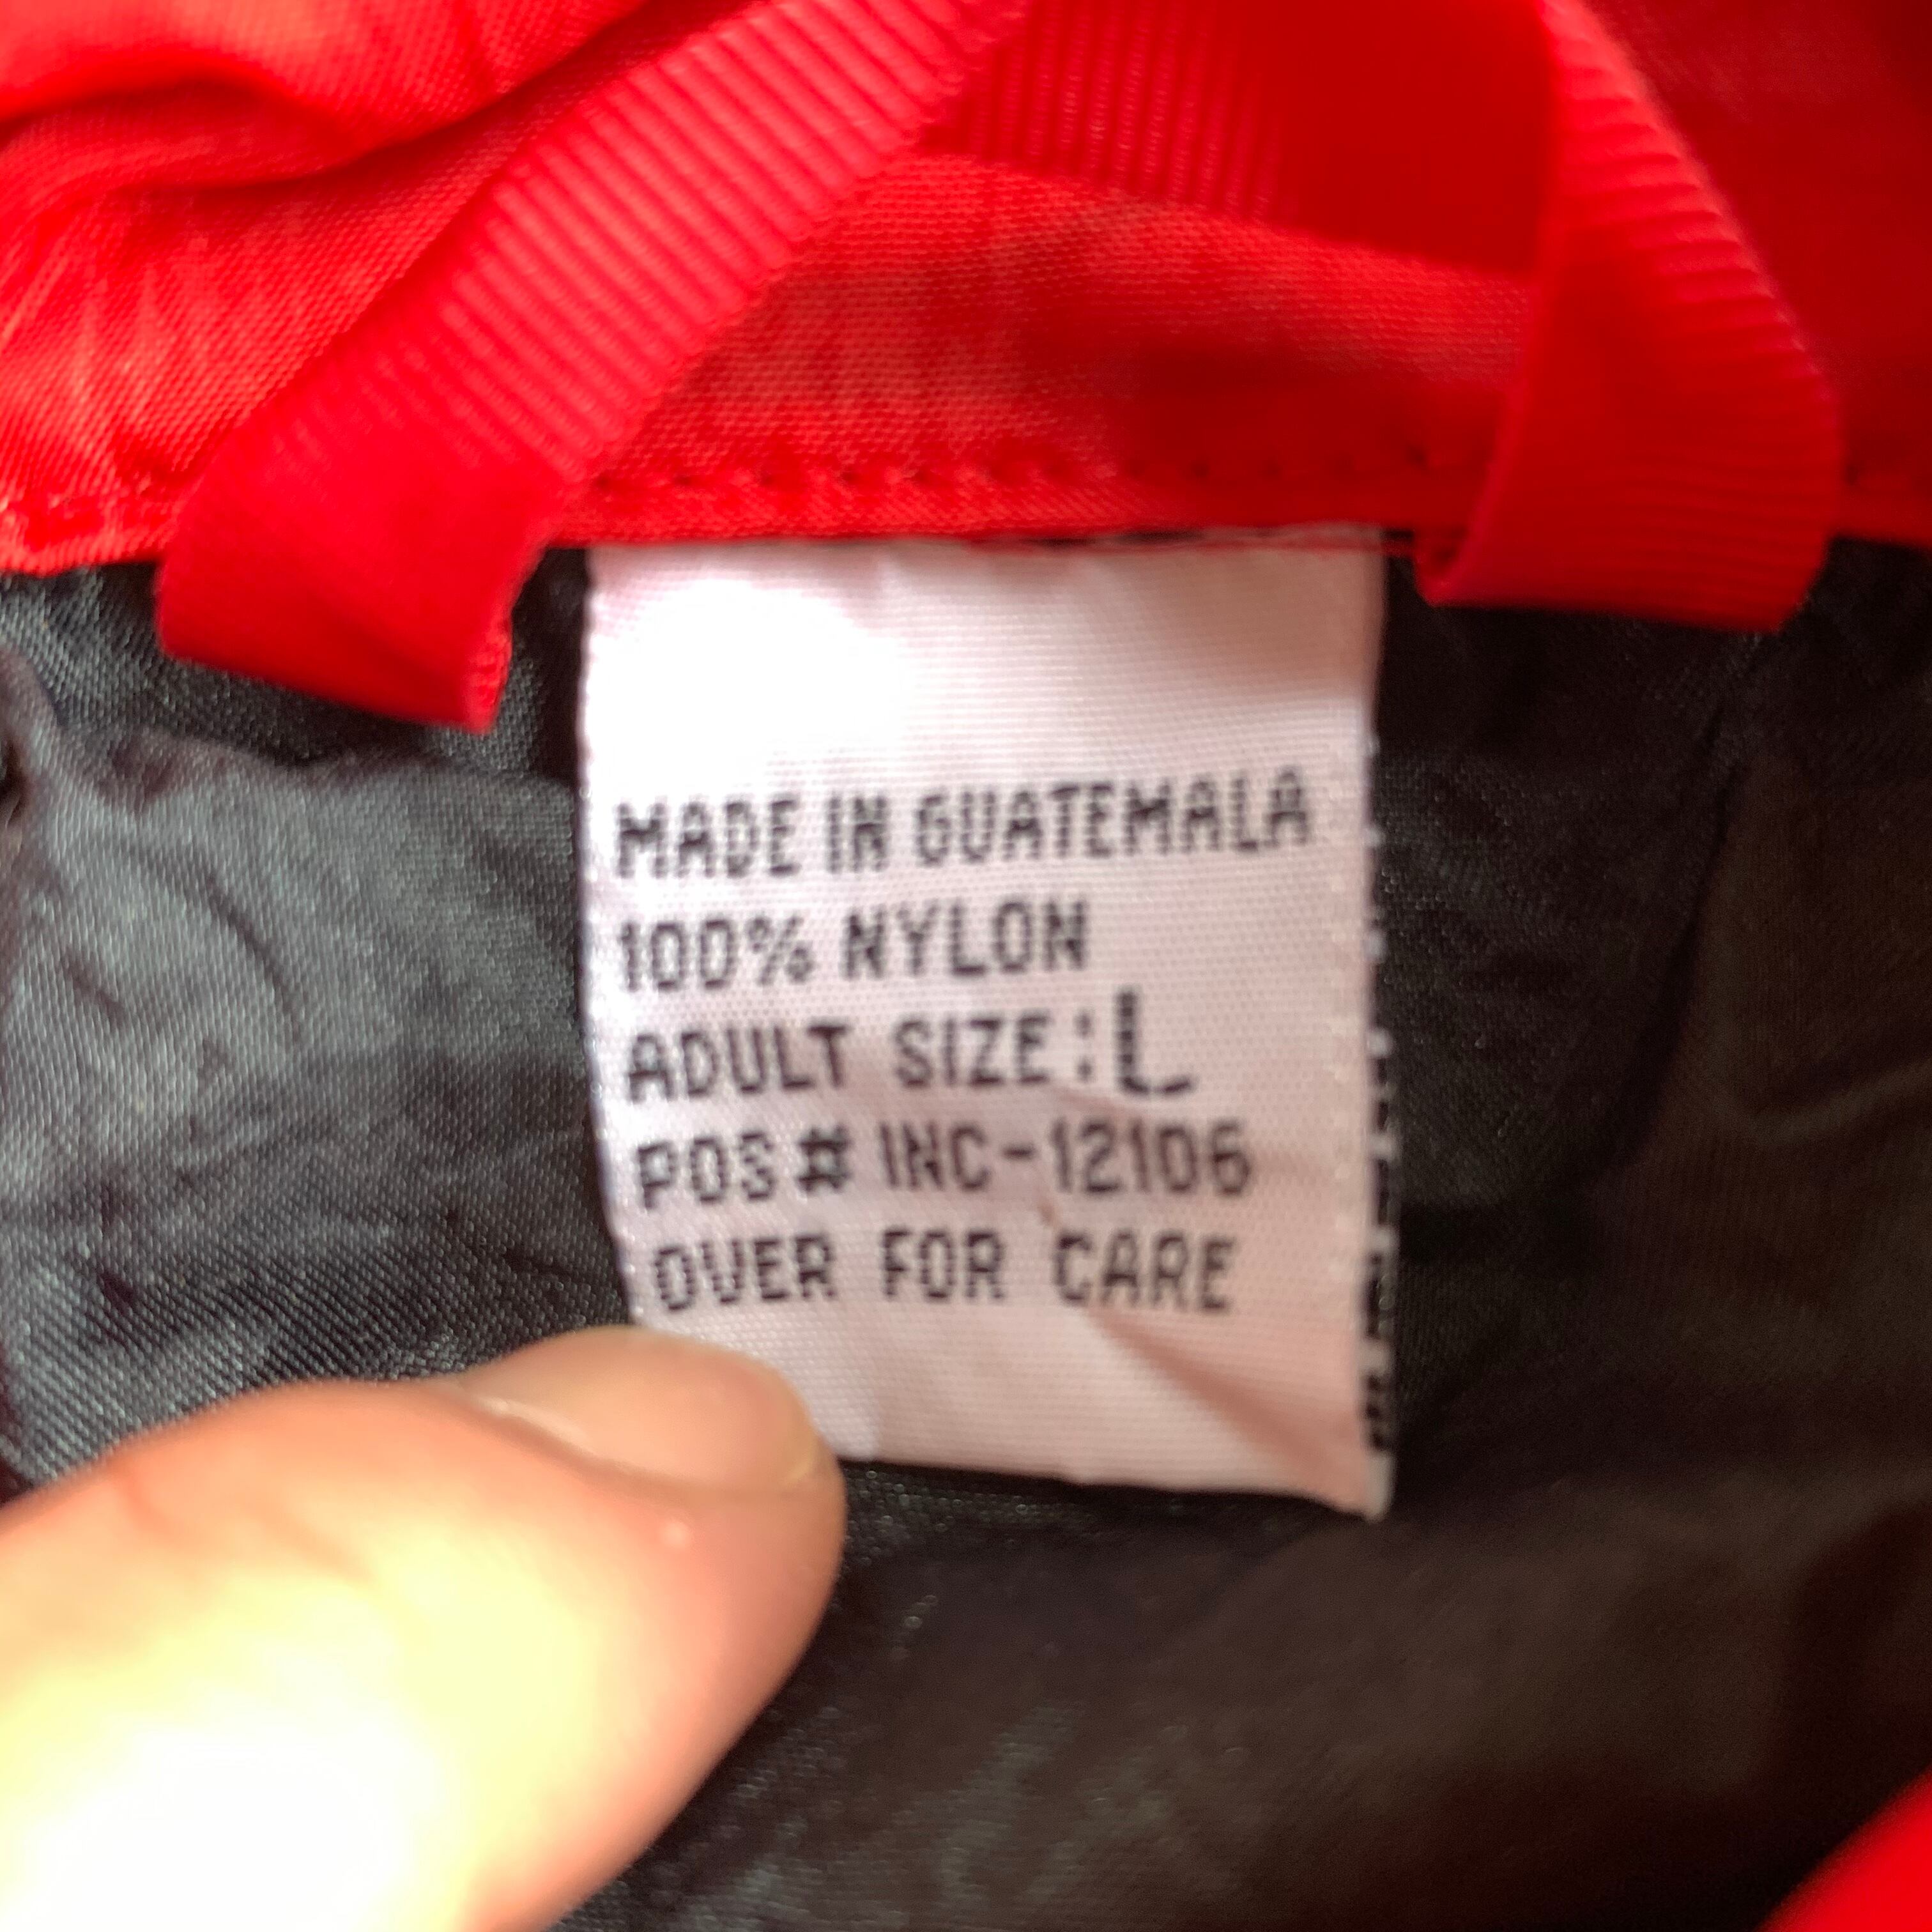 MADE IN GUATEMALA
100% NYLON
ADULT SIZE: L
POS# INC-12106
OVER FOR CARE